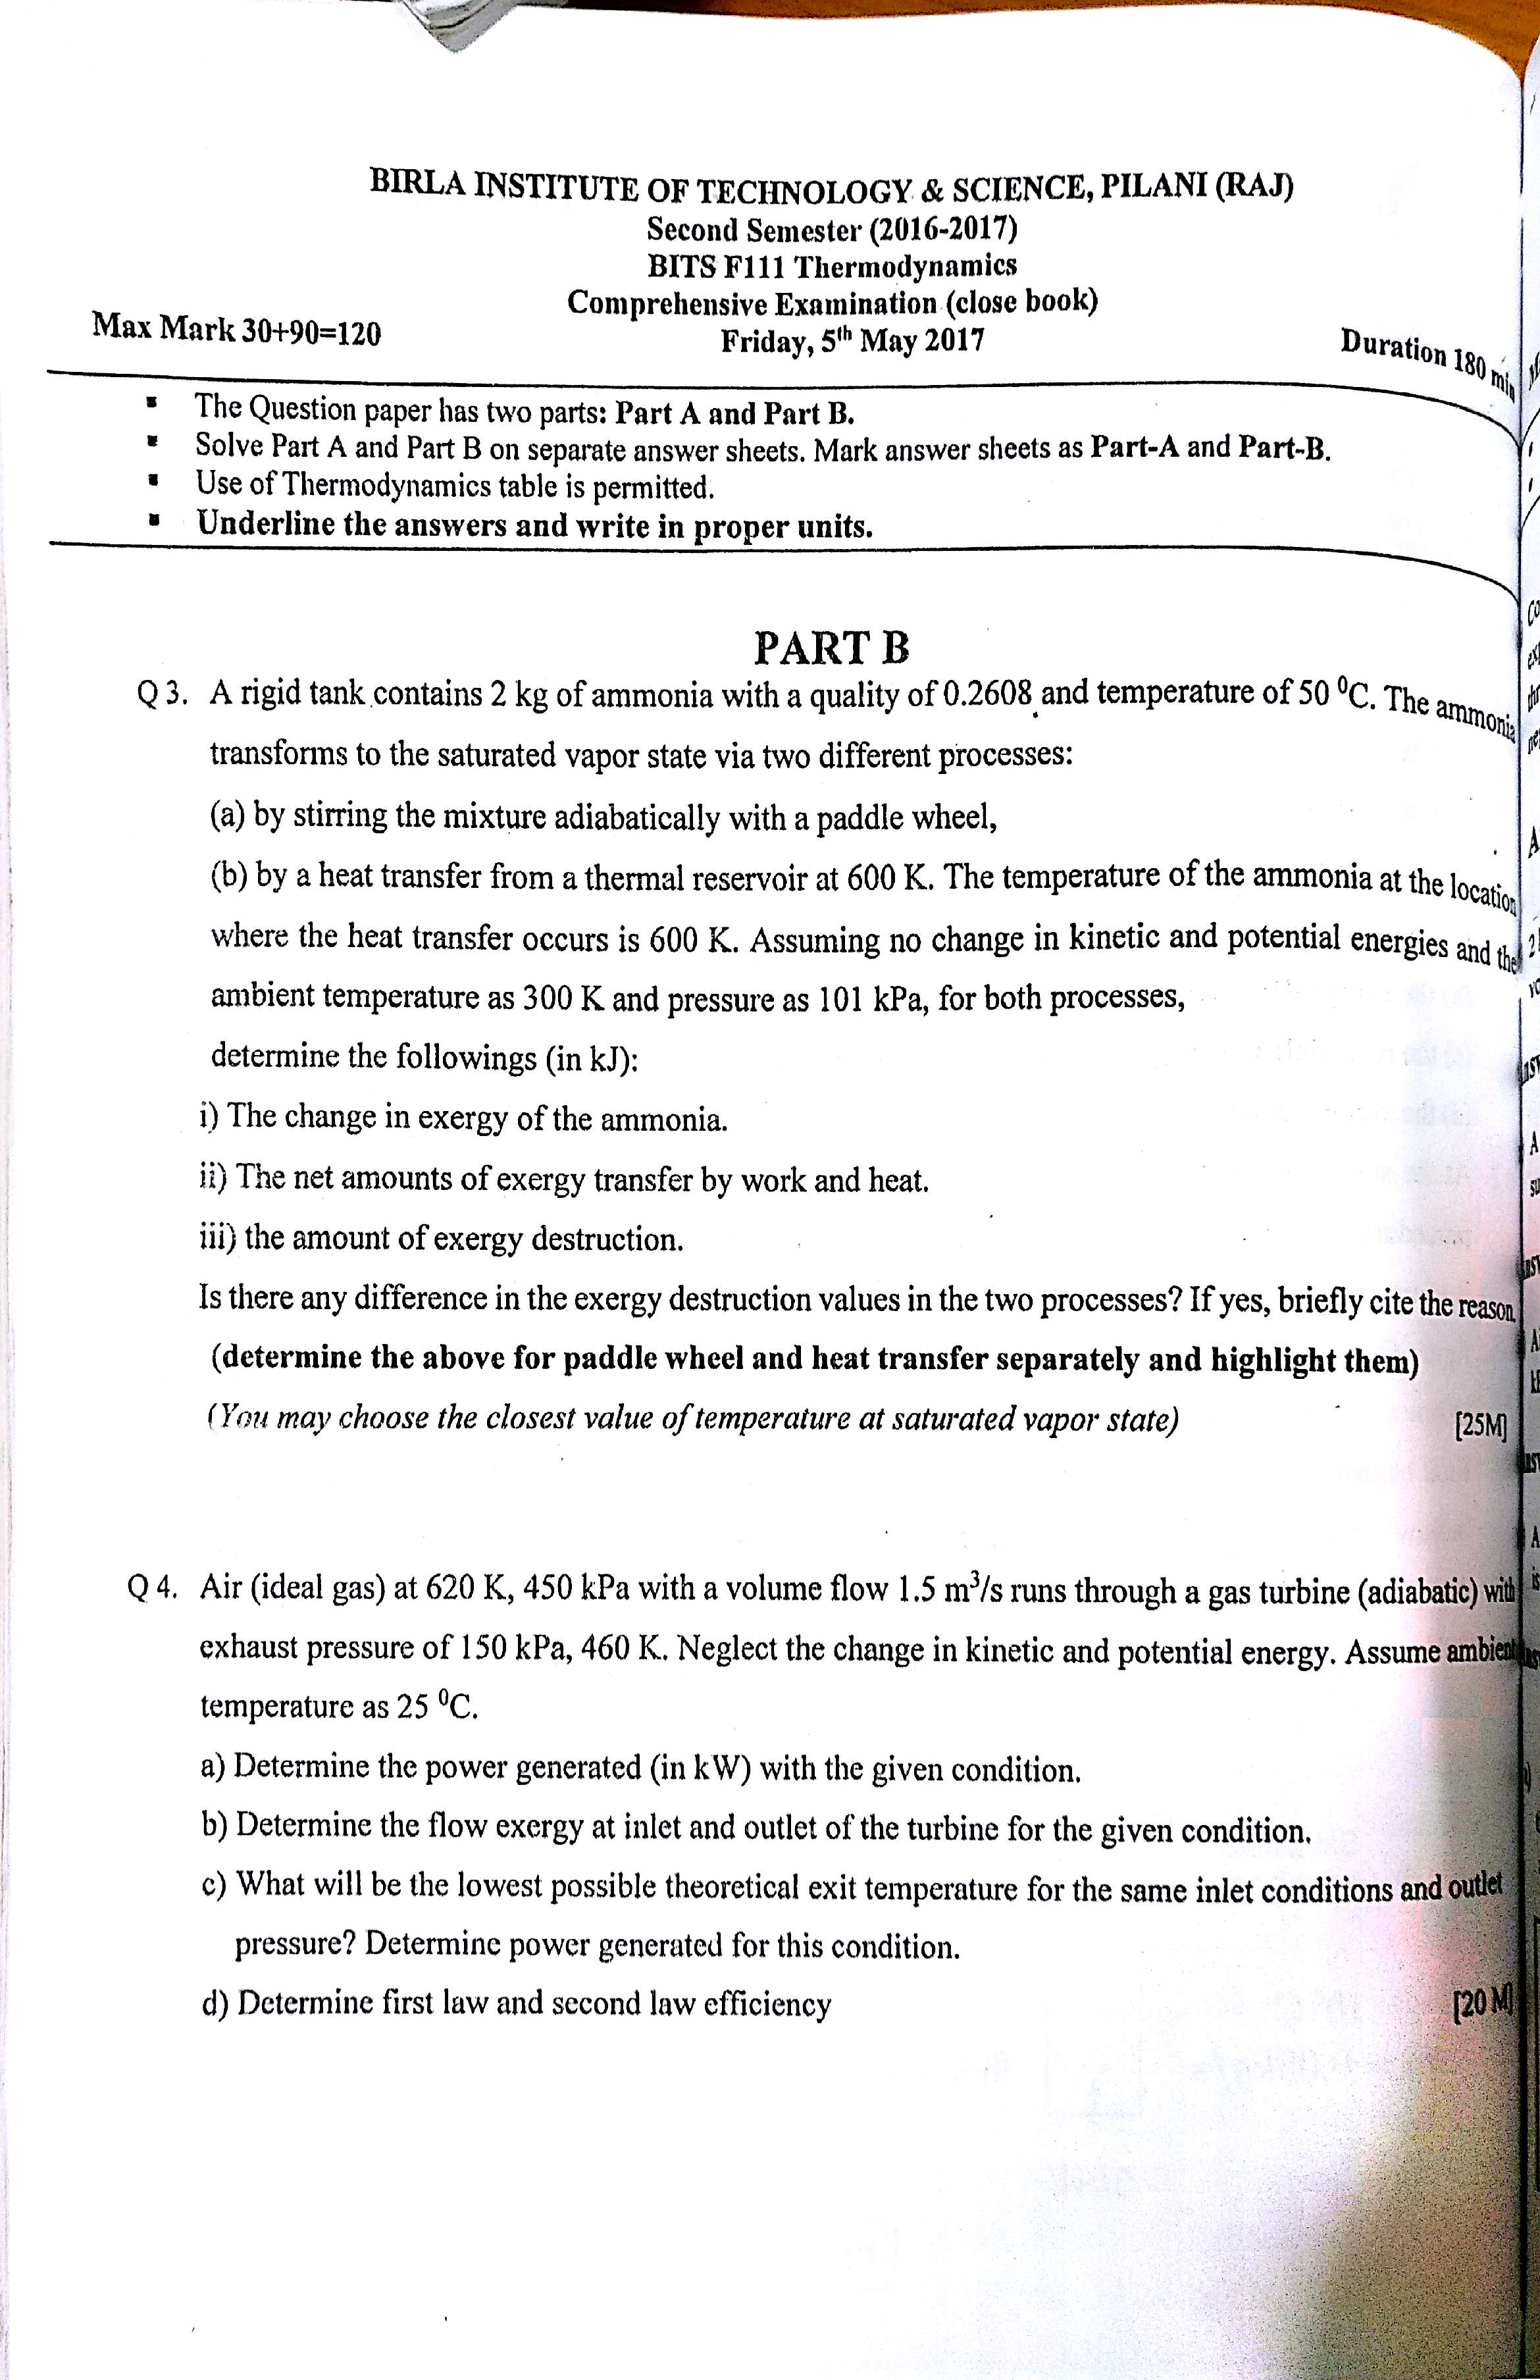 BIRLA INSTITUTE OF TECHNOLOGY & SCIENCE, PILANI (RAJ)
Second Semester (2016-2017)
BITS F111 Thermodynamics
Comprehensive Examination (close book)
Max Mark 30+90=120
Friday, 5th May 2017
Duration 180 min
▪ The Question paper has two parts: Part A and Part B.
▪ Solve Part A and Part B on separate answer sheets. Mark answer sheets as Part-A and Part-B.
▪ Use of Thermodynamics table is permitted.
▪ Underline the answers and write in proper units.
PART B
Q 3. A rigid tank contains 2 kg of ammonia with a quality of 0.2608 and temperature of 50 ⁰C. The ammonia
transforms to the saturated vapor state via two different processes:
(a) by stirring the mixture adiabatically with a paddle wheel,
(b) by a heat transfer from a thermal reservoir at 600 K. The temperature of the ammonia at the location
where the heat transfer occurs is 600 K. Assuming no change in kinetic and potential energies and the
ambient temperature as 300 K and pressure as 101 kPa, for both processes,
determine the followings (in kJ):
i) The change in exergy of the ammonia.
ii) The net amounts of exergy transfer by work and heat.
iii) the amount of exergy destruction.
Is there any difference in the exergy destruction values in the two processes? If yes, briefly cite the reason
(determine the above for paddle wheel and heat transfer separately and highlight them)
(You may choose the closest value of temperature at saturated vapor state) [25M]
Q 4. Air (ideal gas) at 620 K, 450 kPa with a volume flow 1.5 m³/s runs through a gas turbine (adiabatic) with
exhaust pressure of 150 kPa, 460 K. Neglect the change in kinetic and potential energy. Assume ambient
temperature as 25 ⁰C.
a) Determine the power generated (in kW) with the given condition.
b) Determine the flow exergy at inlet and outlet of the turbine for the given condition.
c) What will be the lowest possible theoretical exit temperature for the same inlet conditions and outlet
pressure? Determine power generated for this condition.
d) Determine first law and second law efficiency [20 M]